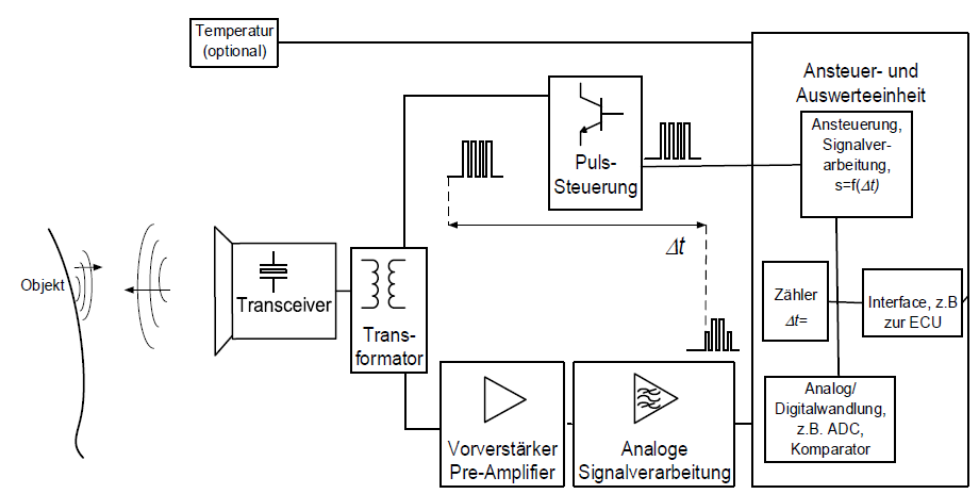 Temperatur
(optional)
Ansteuer- und
Auswerteeinheit
Ansteuerung,
Signalver-
arbeitung,
s=f(Δt)
Puls-
Steuerung
Δt
Objekt
Transceiver
Trans-
formator
Zähler
Δt=
Interface, z.B
zur ECU
Analog/
Digitalwandlung,
z.B. ADC,
Komparator
Vorverstärker
Pre-Amplifier
Analoge
Signalverarbeitung